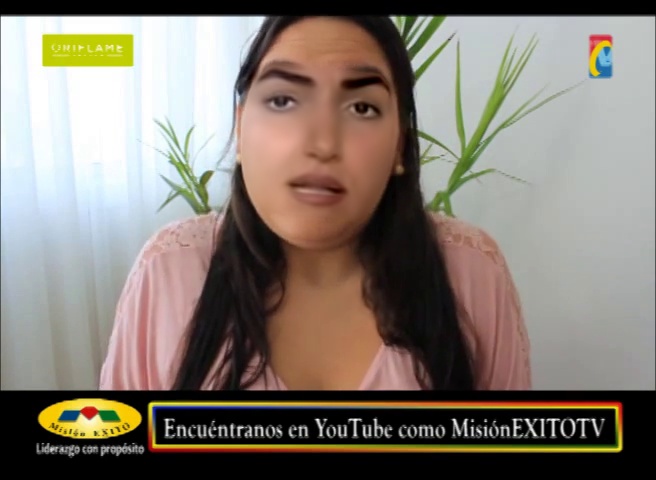 ORIFLAME
Misión EXITO
Liderazgo con propósito
Encuéntranos en YouTube como MisiónEXITOTV